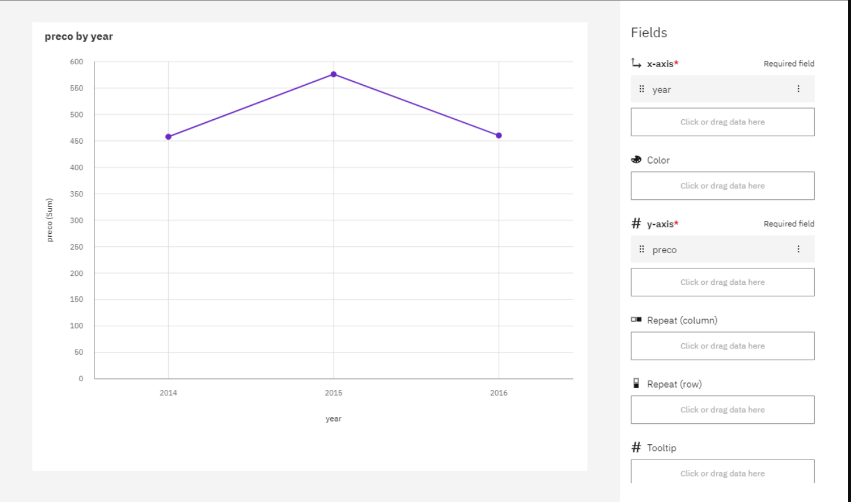 preco by year
600
550
500
450
400
350
300
250
200
150
100
50
0
preco (Sum)
2014
2015
2016
year
Fields
x-axis* Required field
year
Click or drag data here
Color
Click or drag data here
# y-axis* Required field
preco
Click or drag data here
Repeat (column)
Click or drag data here
Repeat (row)
Click or drag data here
# Tooltip
Click or drag data here